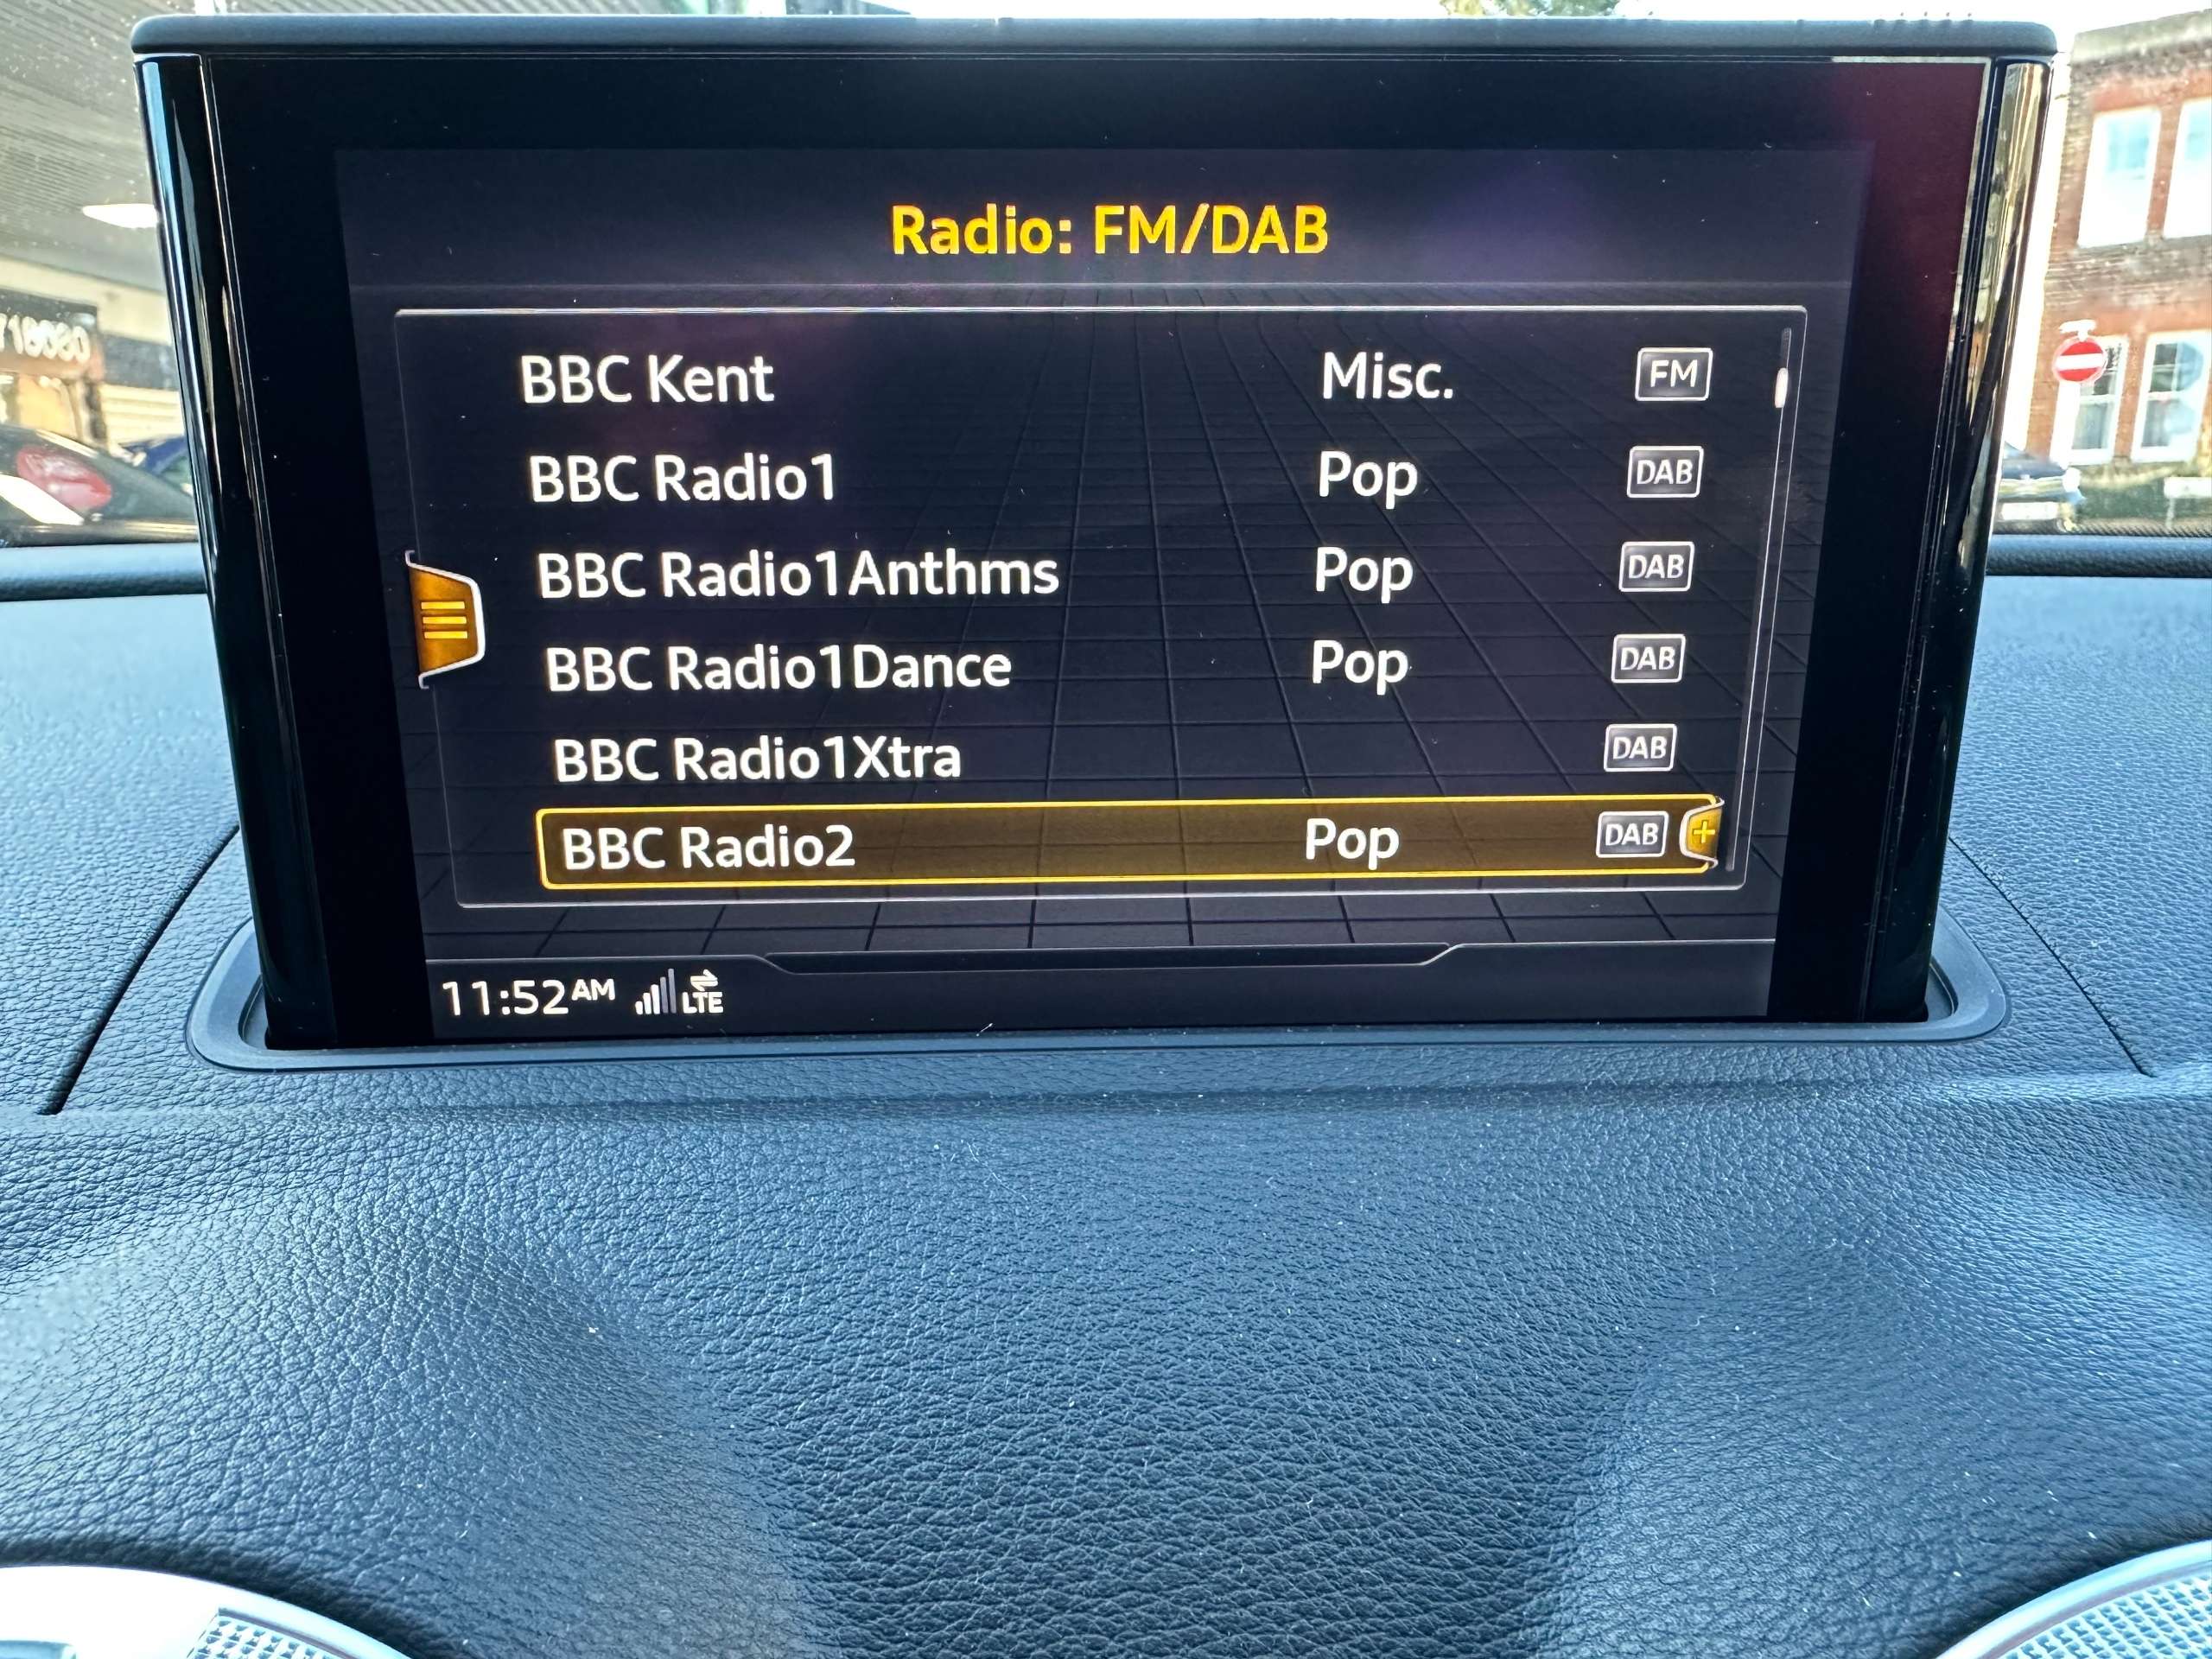 Radio: FM/DAB
BBC Kent Misc. FM
BBC Radio1 Pop DAB
BBC Radio1Anthms Pop DAB
BBC Radio1Dance Pop DAB
BBC Radio1Xtra DAB
BBC Radio2 Pop DAB +
11:52AM LTE